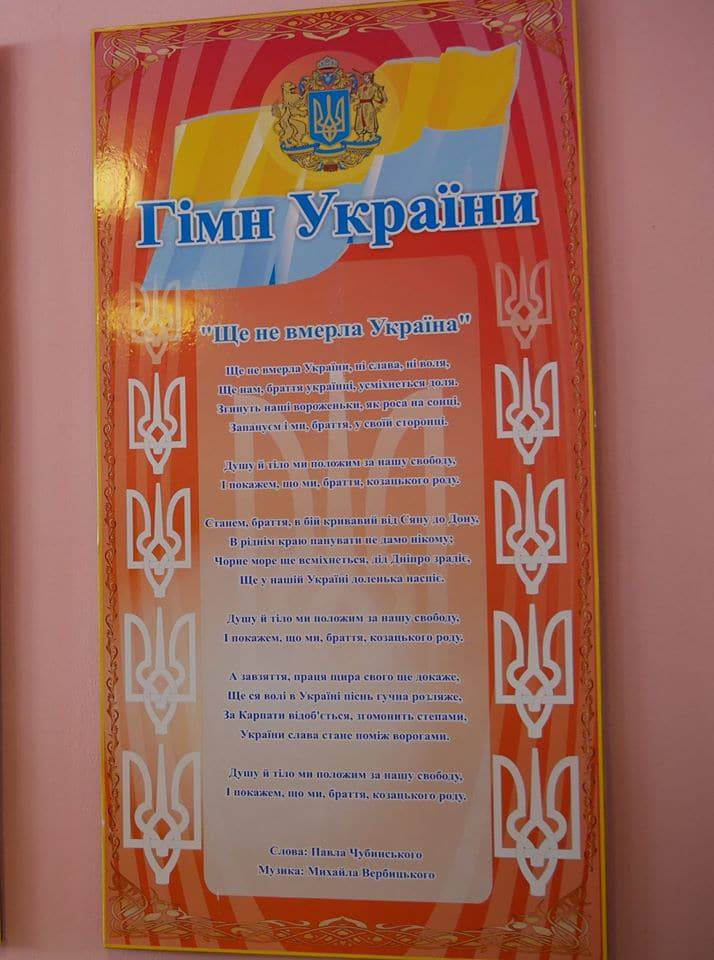 Гімн України
"Ще не вмерла Україна"
Ще не вмерла України, ні слава, ні воля,
Ще нам, браття українці, усміхнеться доля.
Згинуть наші вороженьки, як роса на сонці,
Запануєм і ми, браття, у своїй сторонці.
Душу й тіло ми положим за нашу свободу,
І покажем, що ми, браття, козацького роду.
Станем, браття, в бій кривавий від Сяну до Дону,
В ріднім краю панувати не дамо нікому;
Чорне море ще всміхнеться, дід Дніпро зрадіє,
Ще у нашій Україні доленька наспіє.
Душу й тіло ми положим за нашу свободу,
І покажем, що ми, браття, козацького роду.
А завзяття, праця щира свого ще докаже,
Ще ся волі в Україні піснь гучна розляже,
За Карпати відоб'ється, згомонить степами,
України слава стане поміж ворогами.
Душу й тіло ми положим за нашу свободу,
І покажем, що ми, браття, козацького роду.
Слова: Павла Чубинського
Музика: Михайла Вербицького